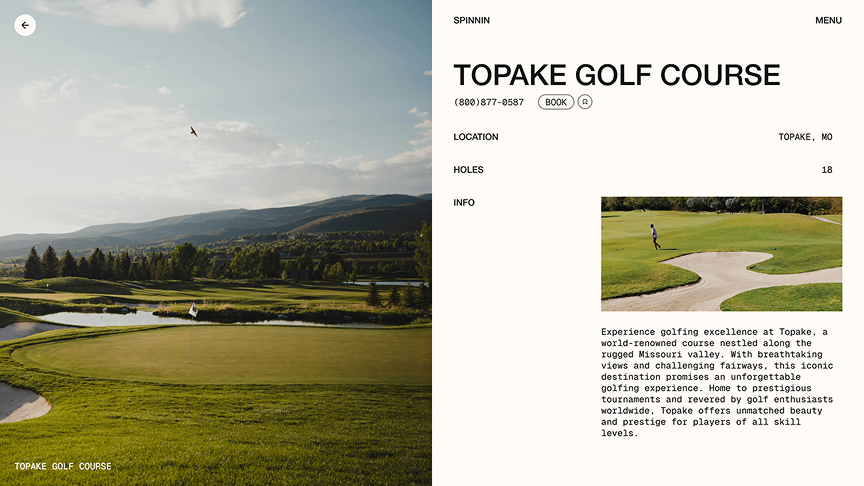 SPINNIN
MENU
TOPAKE GOLF COURSE
(800)877-0587
BOOK
LOCATION
TOPAKE, MO
HOLES
18
INFO
Experience golfing excellence at Topake, a
world-renowned course nestled along the
rugged Missouri valley. With breathtaking
views and challenging fairways, this iconic
destination promises an unforgettable
golfing experience. Home to prestigious
tournaments and revered by golf enthusiasts
worldwide, Topake offers unmatched beauty
and prestige for players of all skill
levels.
TOPAKE GOLF COURSE